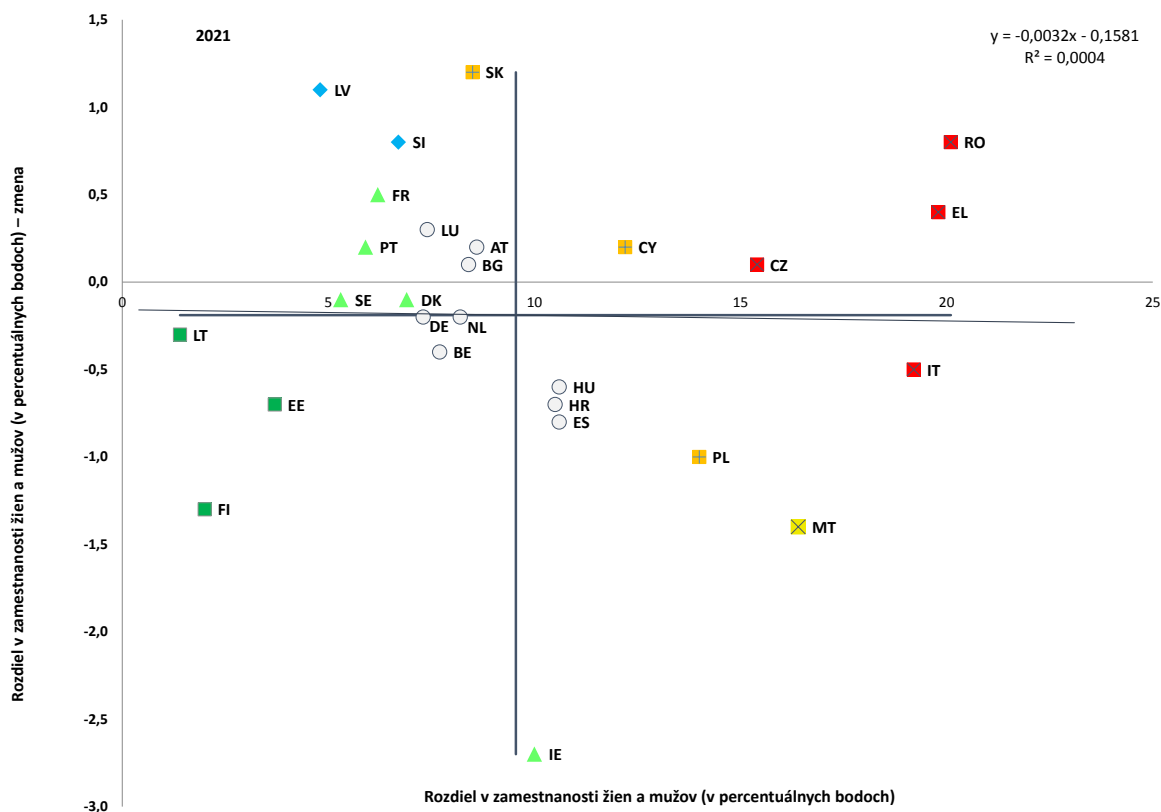 1,5
2021
y = -0,0032x - 0,1581
R² = 0,0004
SK
LV
1,0
SI
RO
FR
0,5
EL
LU
PT
AT
CY
BG
CZ
0,0
0
5
10
15
20
25
SE
DK
DE
NL
LT
BE
IT
-0,5
HU
EE
HR
ES
-1,0
PL
FI
MT
-1,5
-2,0
-2,5
IE
-3,0
Rozdiel v zamestnanosti žien a mužov (v percentuálnych bodoch) – zmena
Rozdiel v zamestnanosti žien a mužov (v percentuálnych bodoch)